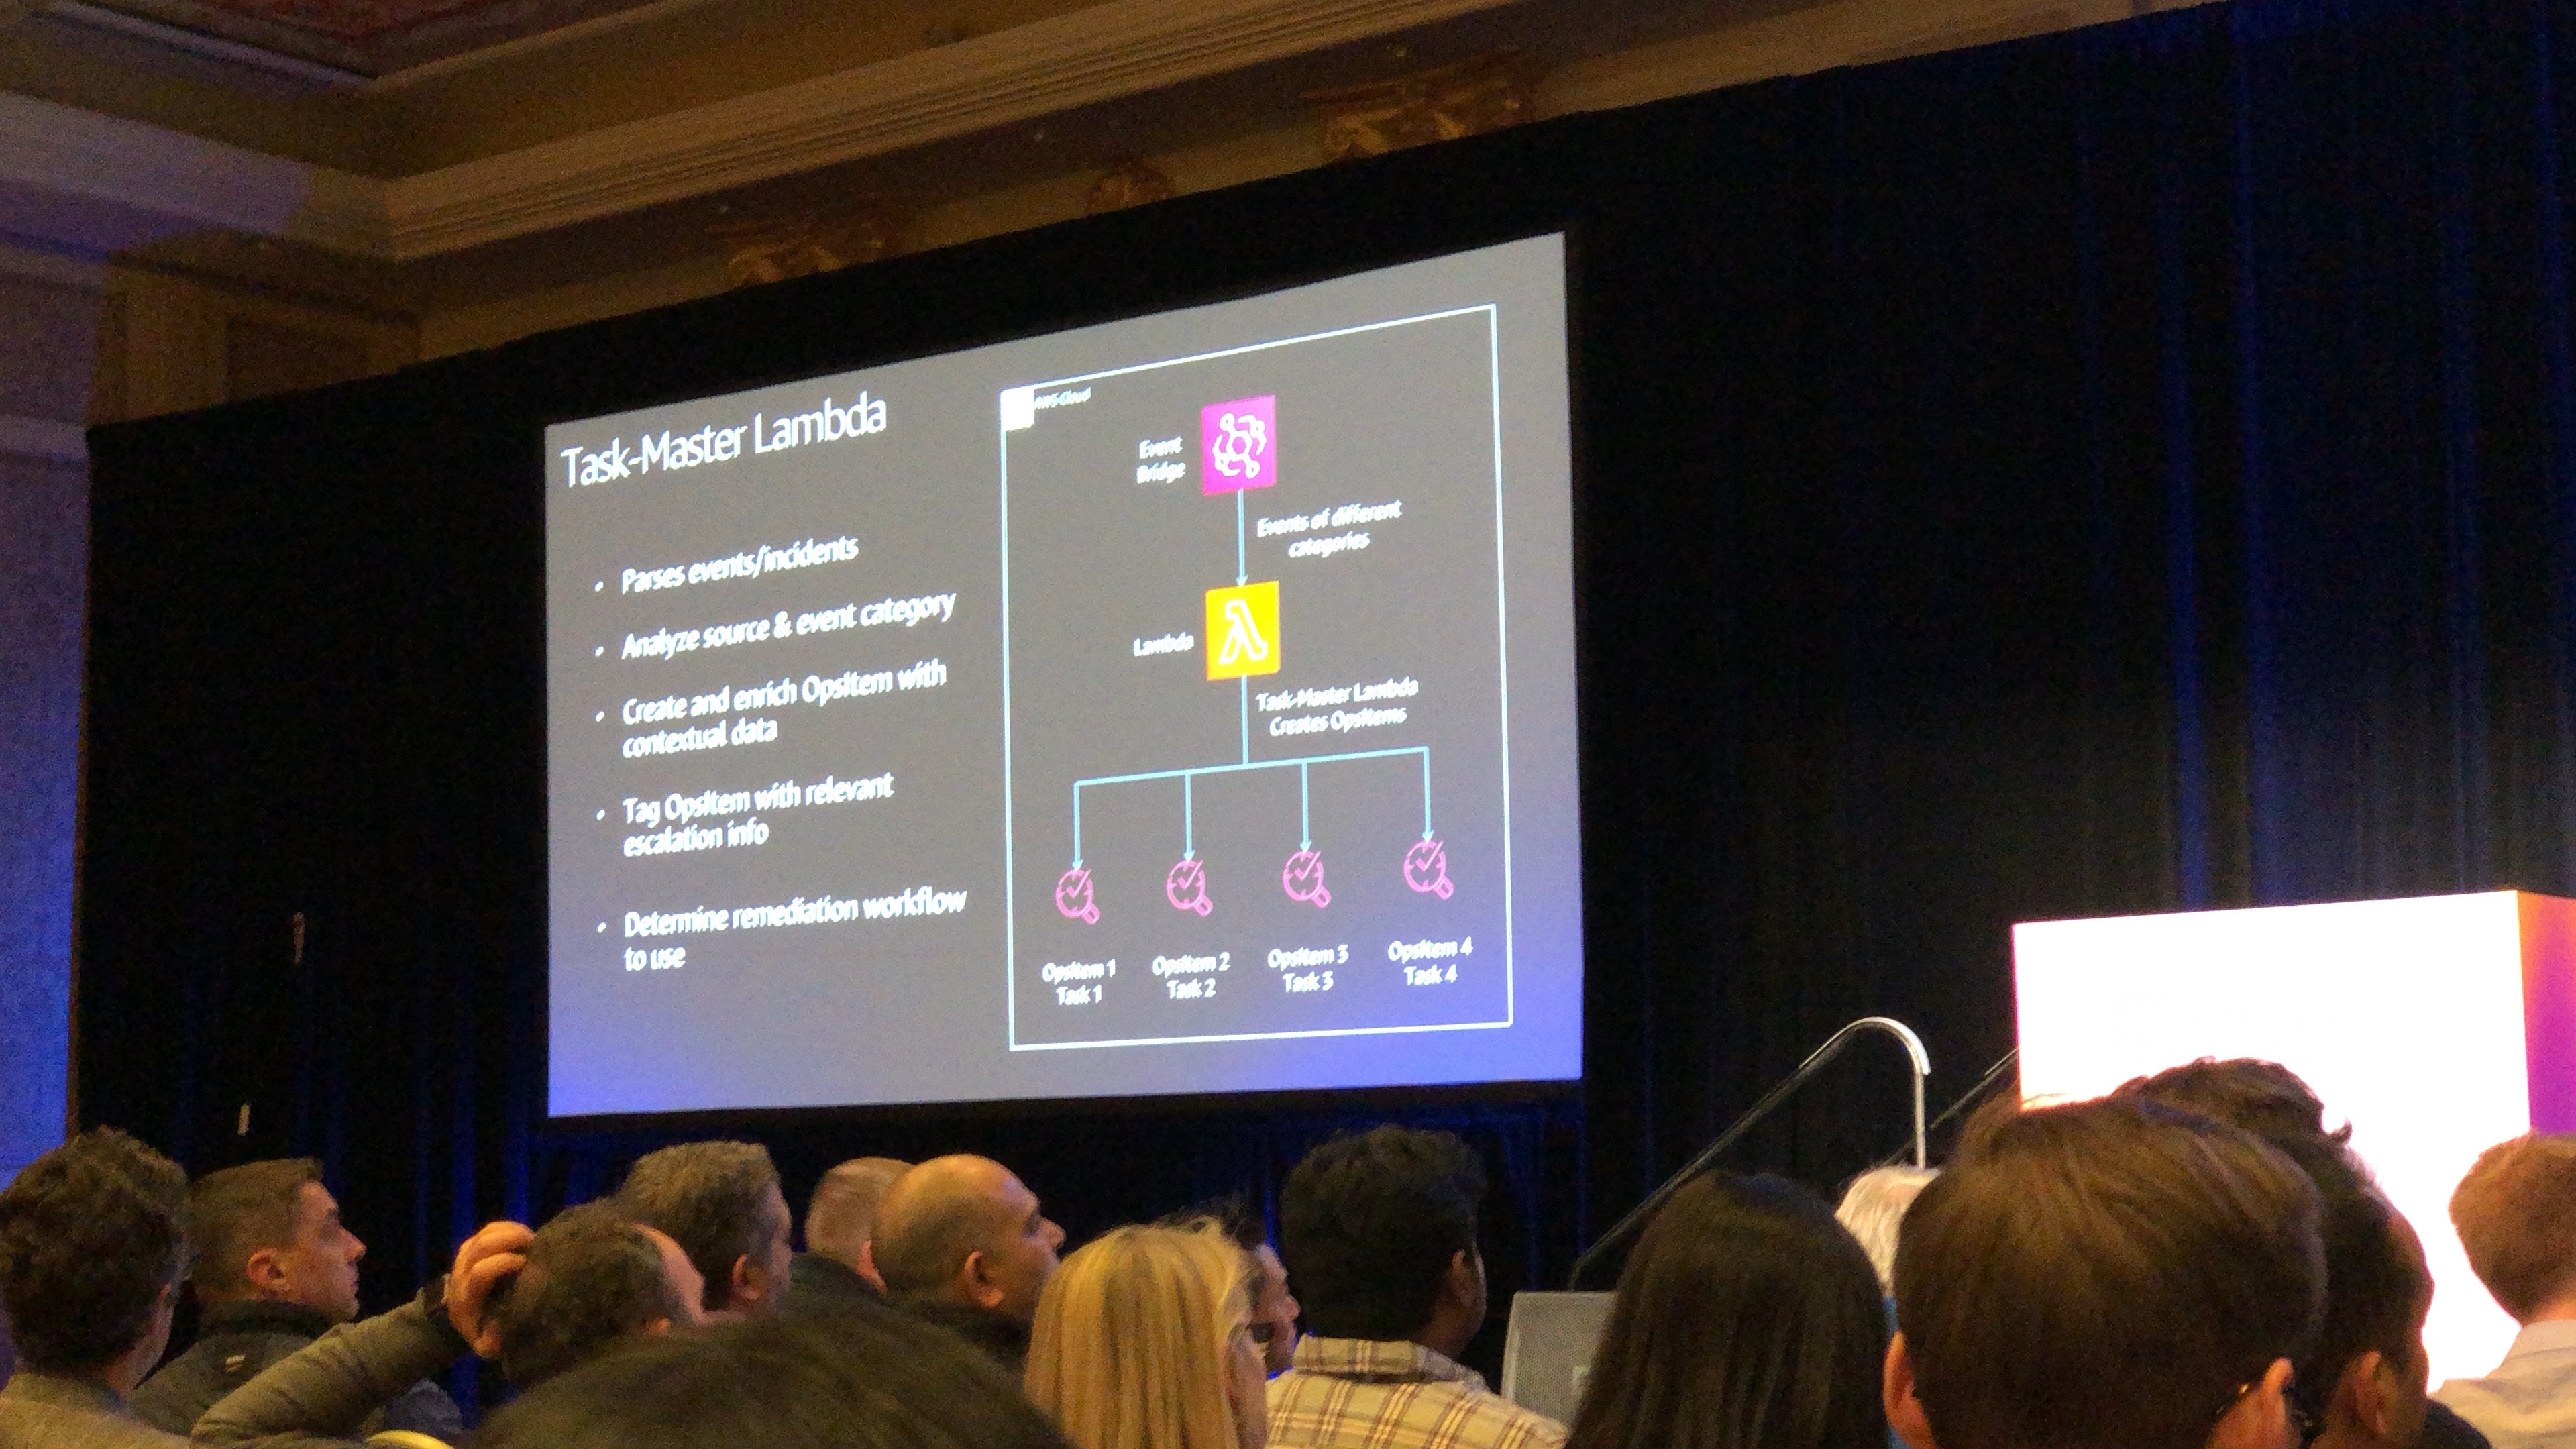 Task-Master Lambda
• Parses events/incidents
• Analyze source & event category
• Create and enrich OpsItem with
contextual data
• Tag OpsItem with relevant
escalation info
• Determine remediation workflow
to use
AWS Cloud
Event
Bridge
Events of different
categories
Lambda
Task-Master Lambda
Creates OpsItems
OpsItem 1
Task 1
OpsItem 2
Task 2
OpsItem 3
Task 3
OpsItem 4
Task 4